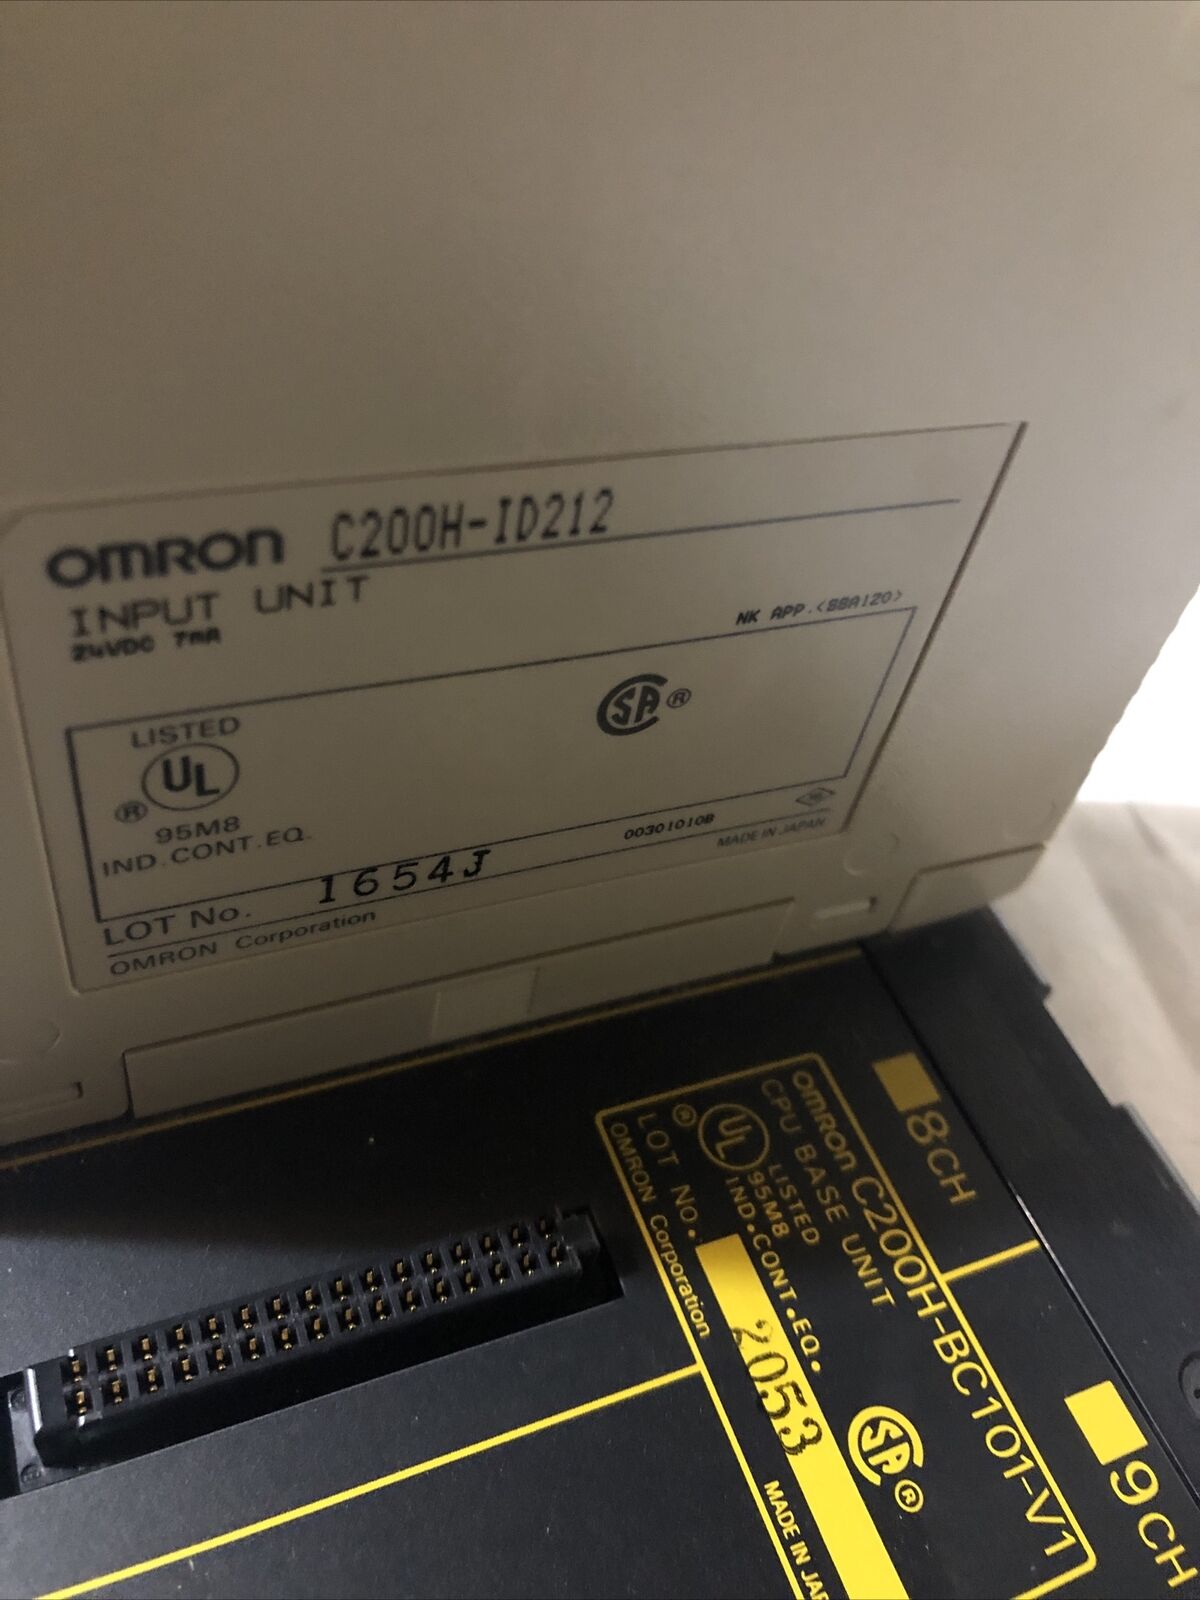 OMRON C200H-ID212
INPUT UNIT
24VDC 7mA
NK APP.<88A120>
LISTED
UL
®
95M8
IND.CONT.EQ.
SA ®
00301010B
MADE IN JAPAN
LOT No. 1654J
OMRON Corporation
8CH
OMRON C200H-BC101-V1
CPU BASE UNIT
LISTED
® UL 95M8
IND.CONT.EQ.
SA ®
LOT NO. 2053
OMRON Corporation
MADE IN JAP
9CH